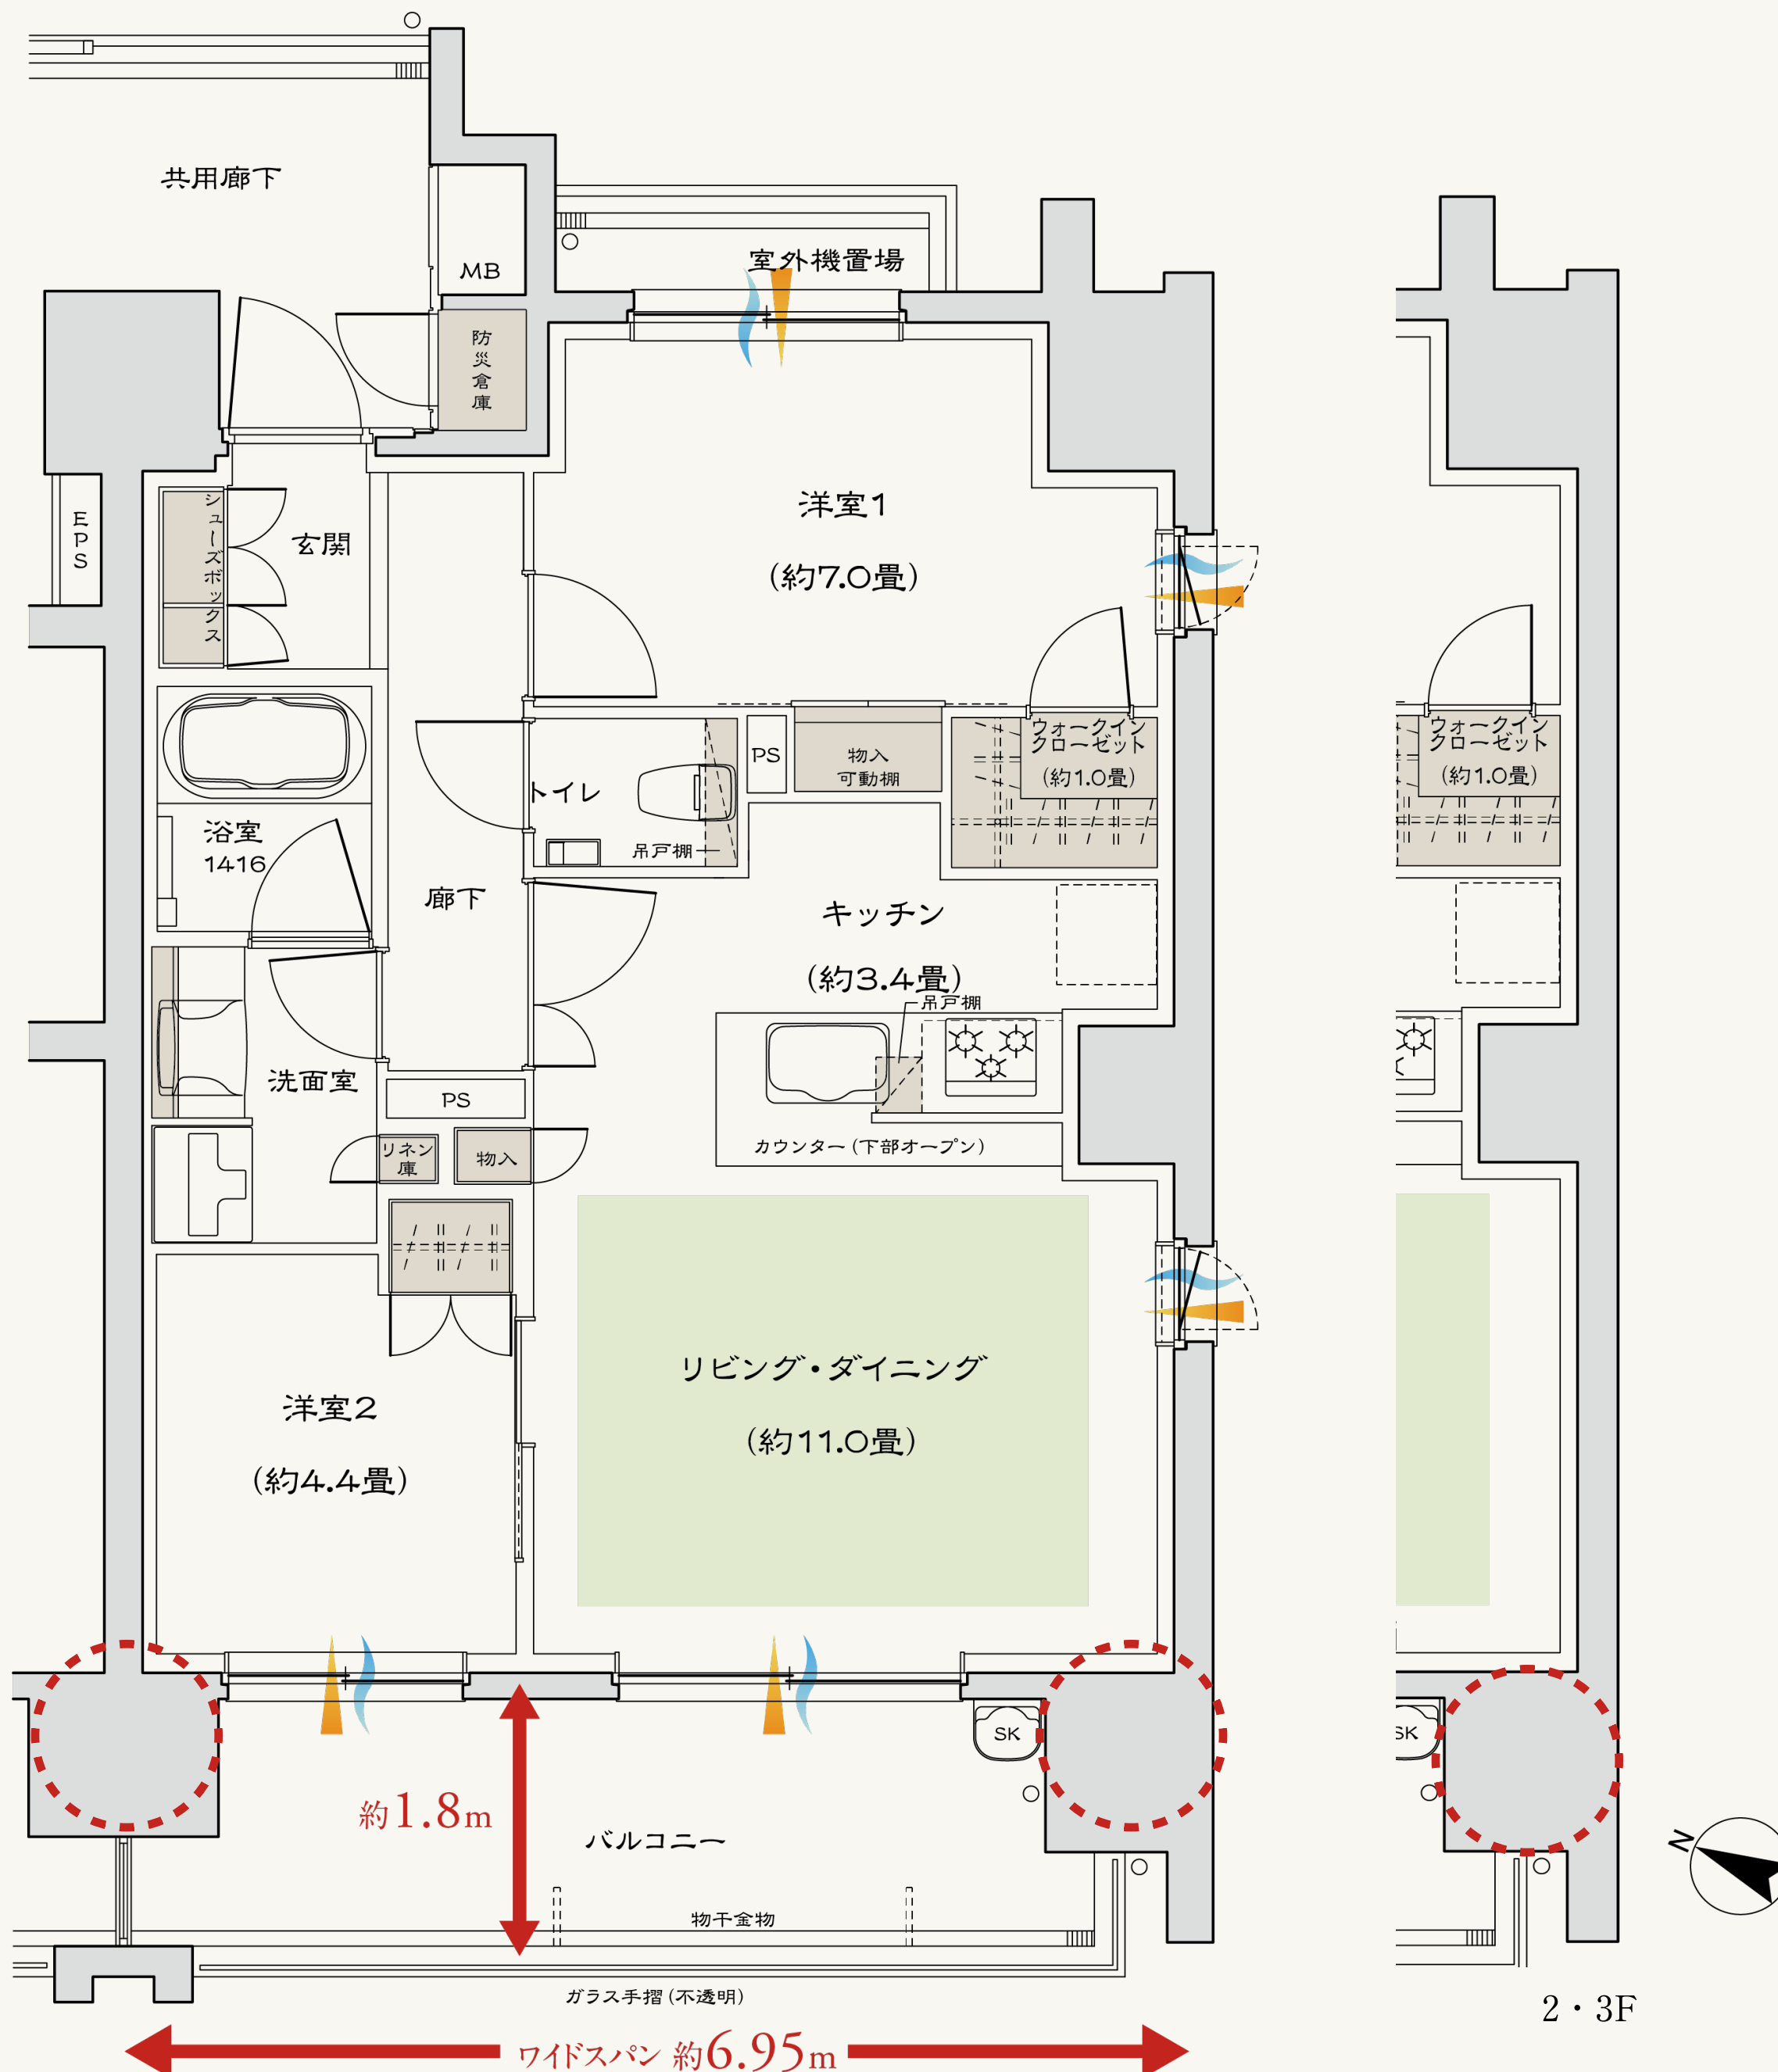 共用廊下
MB
室外機置場
防災倉庫
EPS
シューズボックス
玄関
洋室1
(約7.0畳)
トイレ
吊戸棚
PS
物入
可動棚
ウォークイン
クローゼット
(約1.0畳)
ウォークイン
クローゼット
(約1.0畳)
浴室
1416
廊下
キッチン
(約3.4畳)
吊戸棚
洗面室
PS
カウンター(下部オープン)
リネン
庫
物入
リビング・ダイニング
(約11.0畳)
洋室2
(約4.4畳)
SK
SK
約1.8m
バルコニー
物干金物
N
ガラス手摺(不透明)
2・3F
ワイドスパン 約6.95m